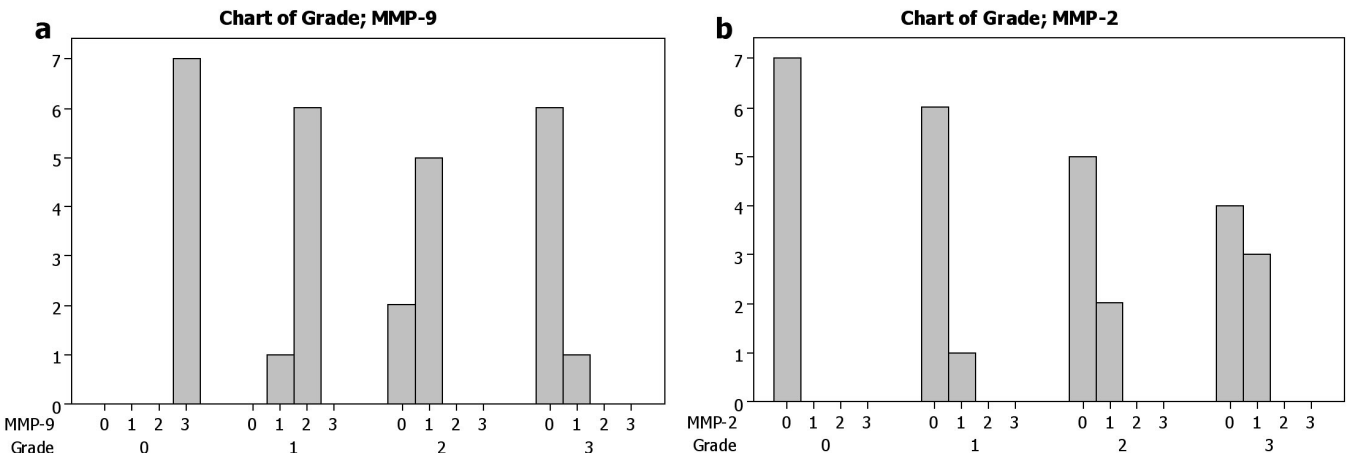 a
Chart of Grade; MMP-9
7
6
5
4
3
2
1
0
MMP-9 0 1 2 3 0 1 2 3 0 1 2 3 0 1 2 3
Grade 0 1 2 3
b
Chart of Grade; MMP-2
7
6
5
4
3
2
1
0
MMP-2 0 1 2 3 0 1 2 3 0 1 2 3 0 1 2 3
Grade 0 1 2 3